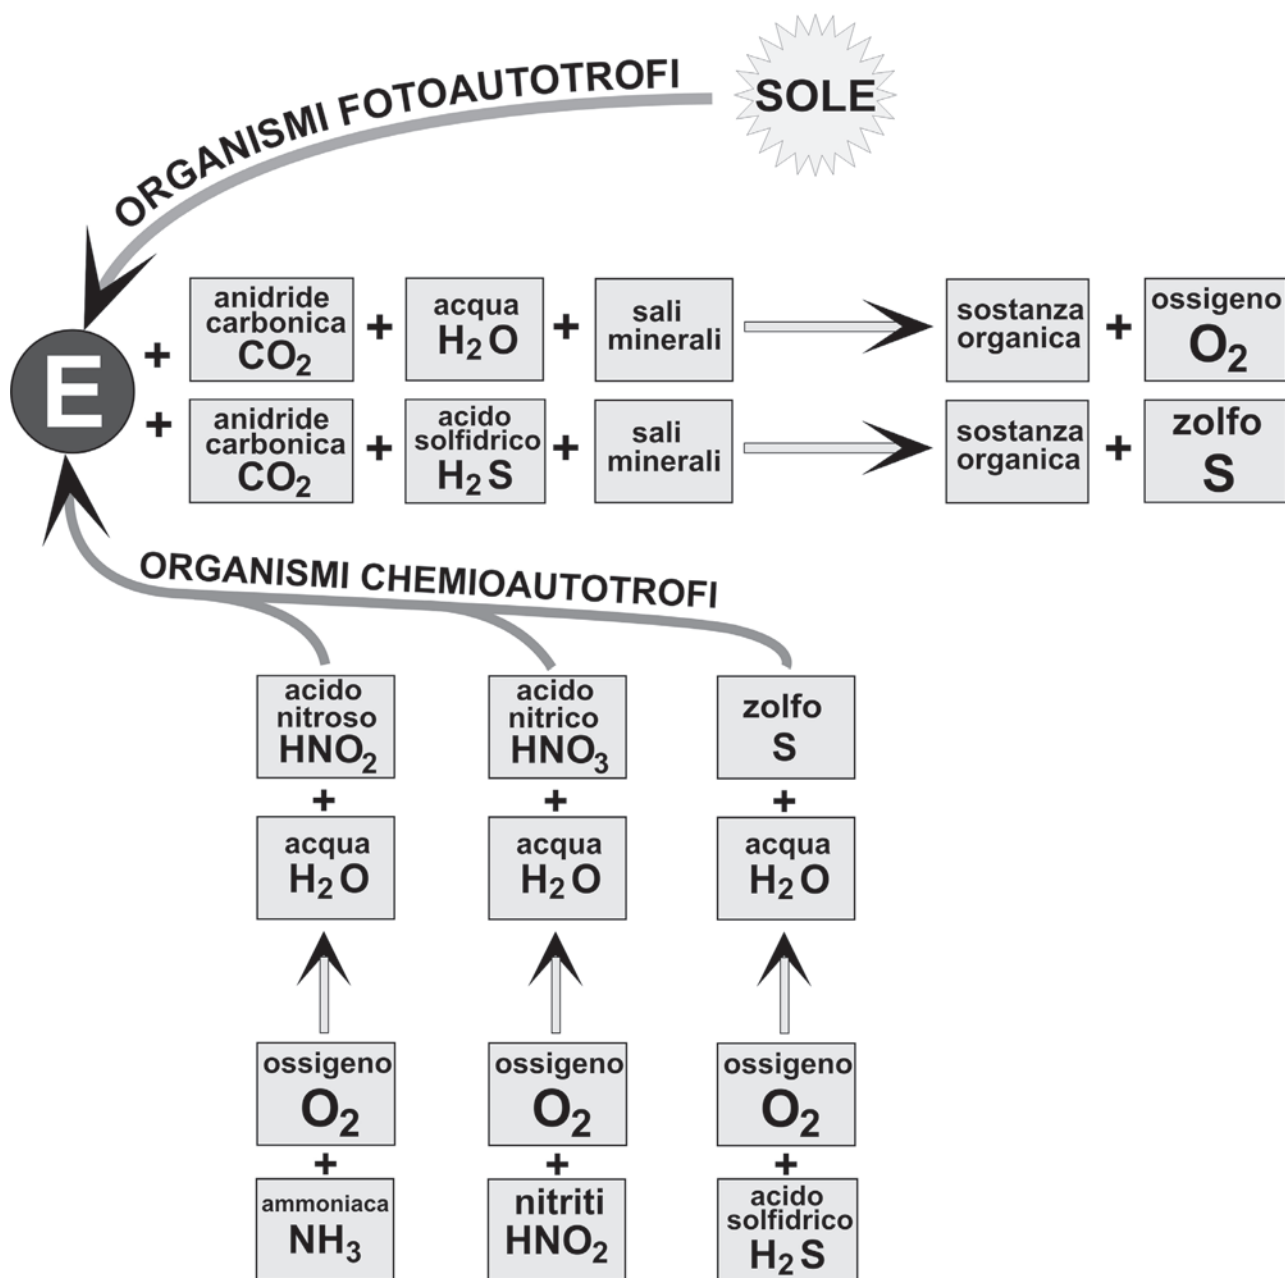 ORGANISMI FOTOAUTOTROFI
SOLE
E
+
anidride
carbonica
CO₂
+
acqua
H₂O
+
sali
minerali
sostanza
organica
+
ossigeno
O₂
+
anidride
carbonica
CO₂
+
acido
solfidrico
H₂S
+
sali
minerali
sostanza
organica
+
zolfo
S
ORGANISMI CHEMIOAUTOTROFI
acido
nitroso
HNO₂
+
acqua
H₂O
ossigeno
O₂
+
ammoniaca
NH₃
acido
nitrico
HNO₃
+
acqua
H₂O
ossigeno
O₂
+
nitriti
HNO₂
zolfo
S
+
acqua
H₂O
ossigeno
O₂
+
acido
solfidrico
H₂S